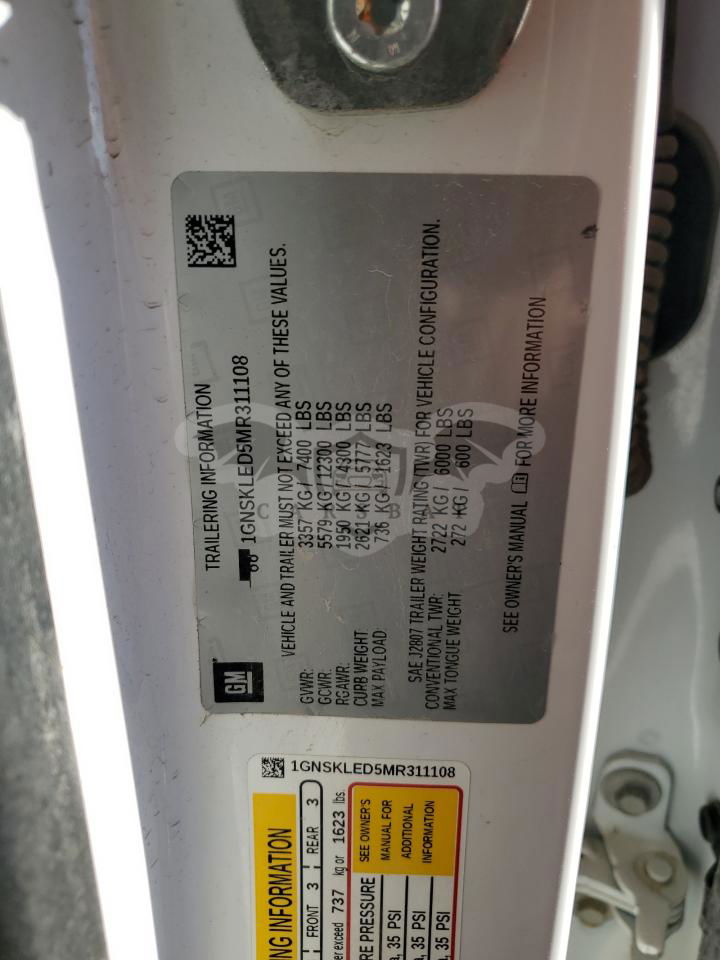 TRAILERING INFORMATION
1GNSKLED5MR311108
GM
VEHICLE AND TRAILER MUST NOT EXCEED ANY OF THESE VALUES.
GVWR: 3357 KG / 7400 LBS
GCWR: 5579 KG / 12300 LBS
RGAWR: 1950 KG / 4300 LBS
CURB WEIGHT: 2621 KG / 5777 LBS
MAX PAYLOAD: 736 KG / 1623 LBS
SAE J2807 TRAILER WEIGHT RATING (TWR) FOR VEHICLE CONFIGURATION.
CONVENTIONAL TWR: 2722 KG / 6000 LBS
MAX TONGUE WEIGHT 272 KG / 600 LBS
SEE OWNER'S MANUAL FOR MORE INFORMATION
1GNSKLED5MR311108
INFORMATION
FRONT 3 REAR 3
exceed 737 kg or 1623 lbs.
PRESSURE
SEE OWNER'S
MANUAL FOR
ADDITIONAL
INFORMATION
35 PSI
35 PSI
35 PSI